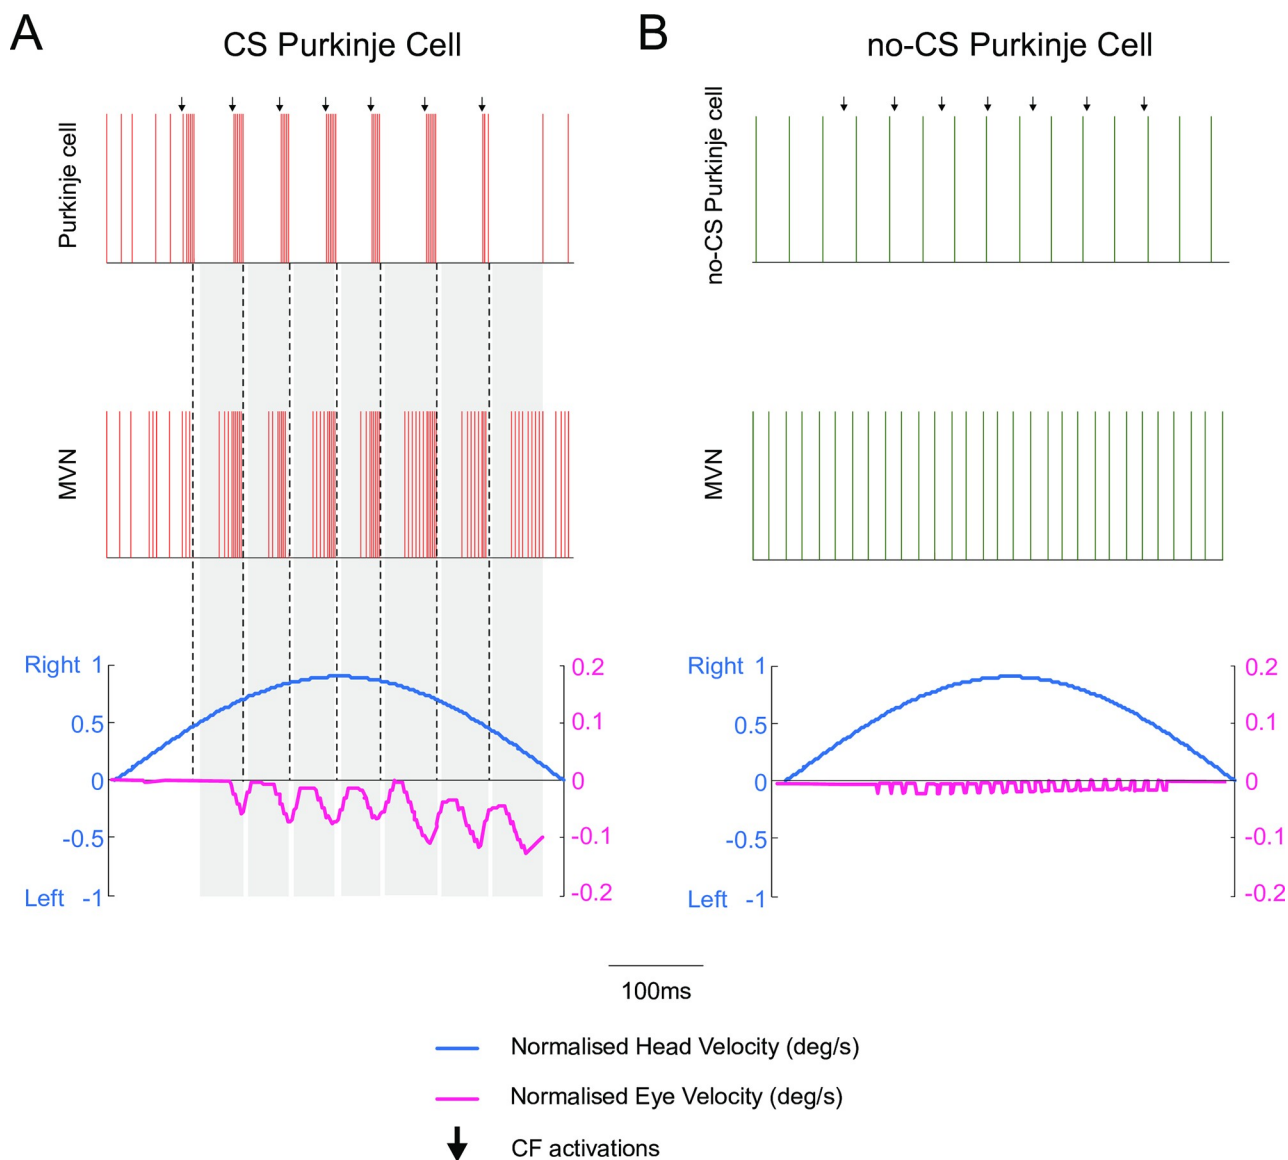 A
CS Purkinje Cell
B
no-CS Purkinje Cell
Purkinje cell
no-CS Purkinje cell
MVN
MVN
Right 1
0.5
0
-0.5
Left -1
0.2
0.1
0
-0.1
-0.2
Right 1
0.5
0
-0.5
Left -1
0.2
0.1
0
-0.1
-0.2
100ms
Normalised Head Velocity (deg/s)
Normalised Eye Velocity (deg/s)
CF activations